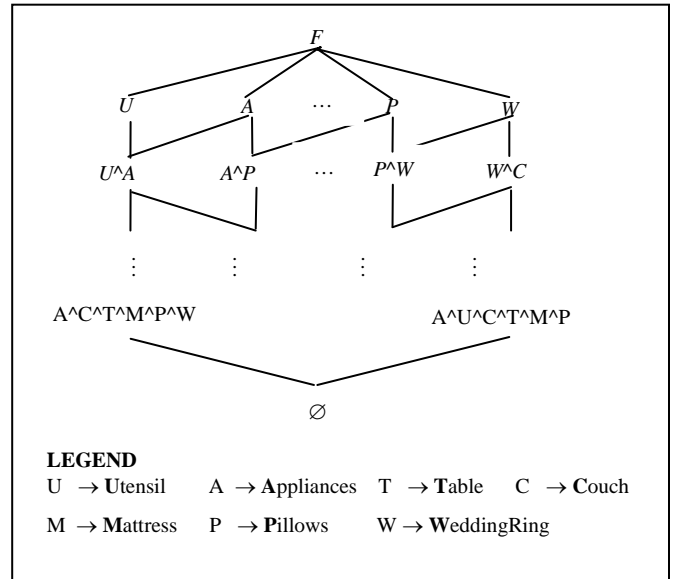 F
U A … P W
U^A A^P … P^W W^C
⋮ ⋮ ⋮ ⋮
A^C^T^M^P^W A^U^C^T^M^P
∅
LEGEND
U → Utensil A → Appliances T → Table C → Couch
M → Mattress P → Pillows W → WeddingRing